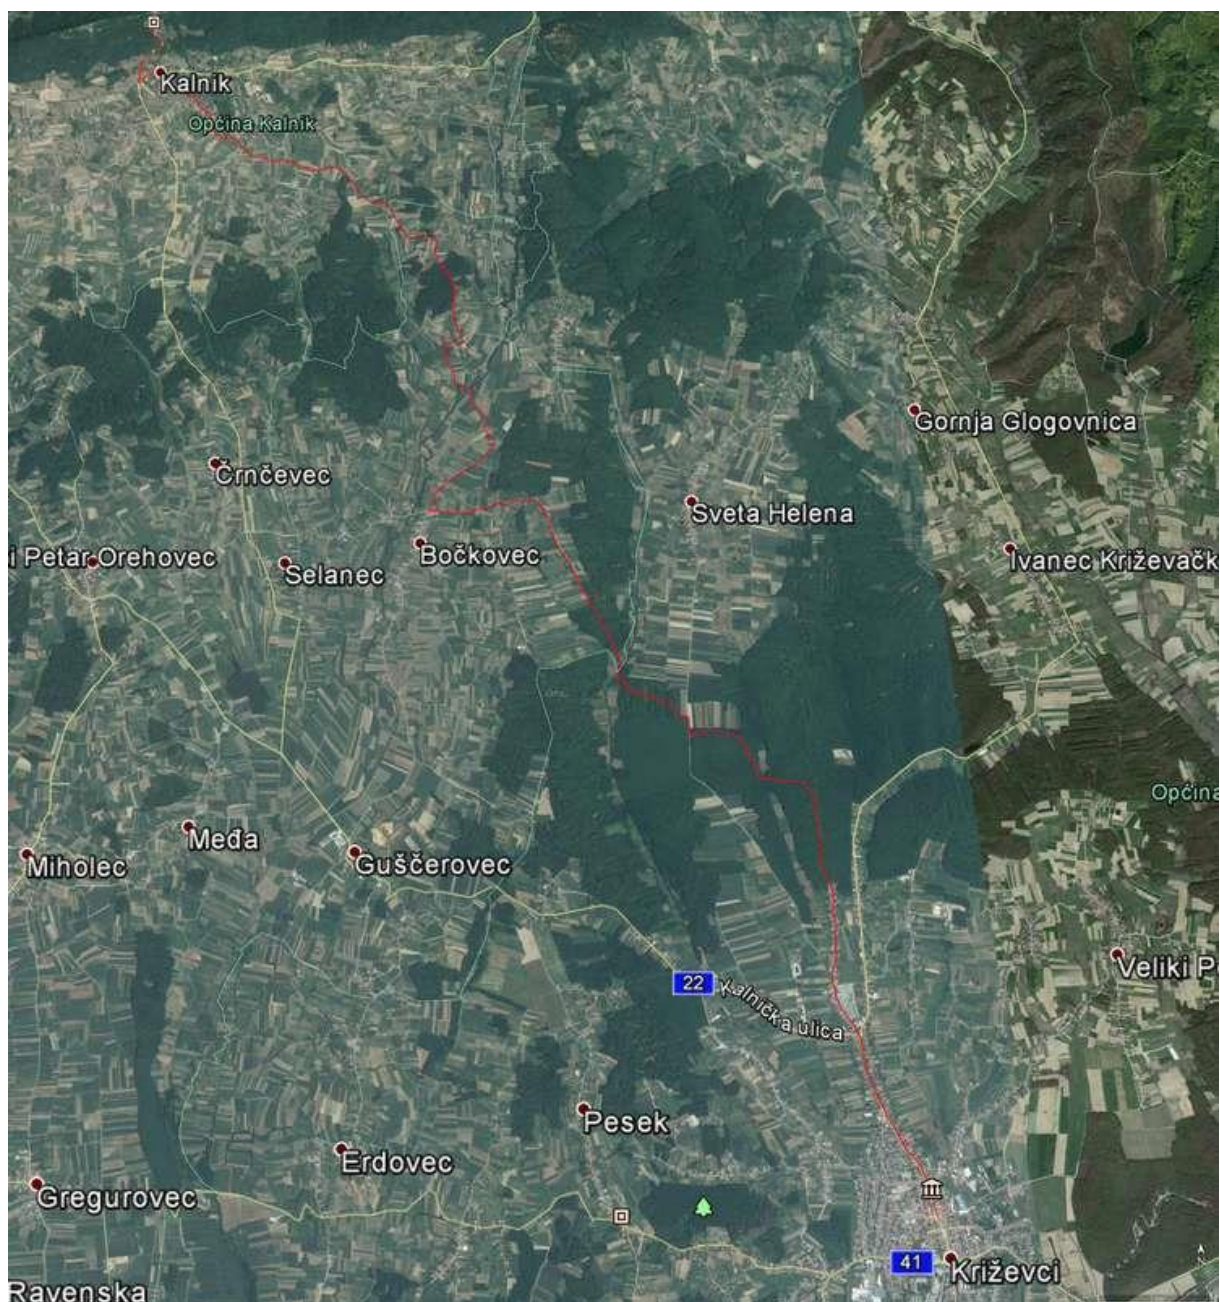 Kalnik
Općina Kalnik
Gornja Glogovnica
Črnčevec
Sveta Helena
i Petar Orehovec
Selanec
Bočkovec
Ivanec Križevačk
Općina
Međa
Miholec
Guščerovec
Veliki P
22
Kalnička ulica
Pesek
Erdovec
Gregurovec
41
Križevci
Ravenska